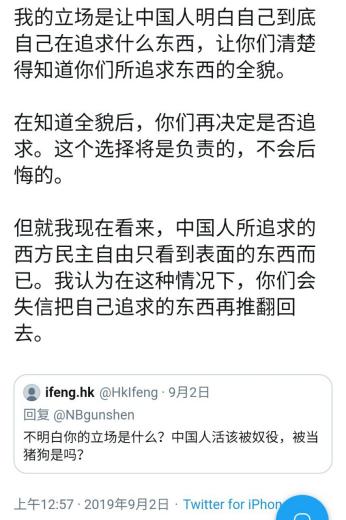 我的立场是让中国人明白自己到底
自己在追求什么东西，让你们清楚
得知道你们所追求东西的全貌。
在知道全貌后，你们再决定是否追
求。这个选择将是负责的，不会后
悔的。
但就我现在看来，中国人所追求的
西方民主自由只看到表面的东西而
已。我认为在这种情况下，你们会
失信把自己追求的东西再推翻回
去。
ifeng.hk @HkIfeng · 9月2日
回复 @NBgunshen
不明白你的立场是什么？中国人活该被奴役，被当
猪狗是吗？
上午12:57 · 2019年9月2日 · Twitter for iPhon